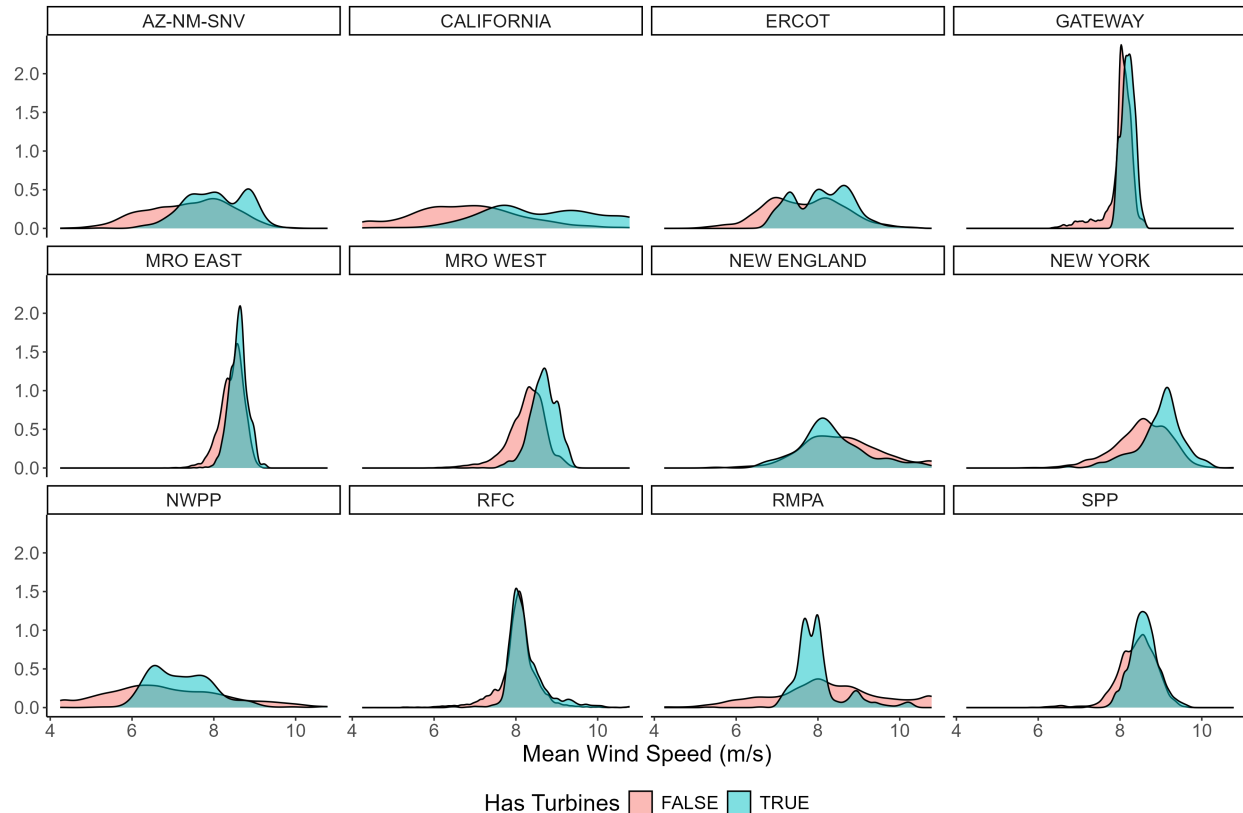 AZ-NM-SNV CALIFORNIA ERCOT GATEWAY
2.0
1.5
1.0
0.5
0.0
MRO EAST MRO WEST NEW ENGLAND NEW YORK
2.0
1.5
1.0
0.5
0.0
NWPP RFC RMPA SPP
2.0
1.5
1.0
0.5
0.0
4 6 8 10 4 6 8 10 4 6 8 10 4 6 8 10
Mean Wind Speed (m/s)
Has Turbines FALSE TRUE